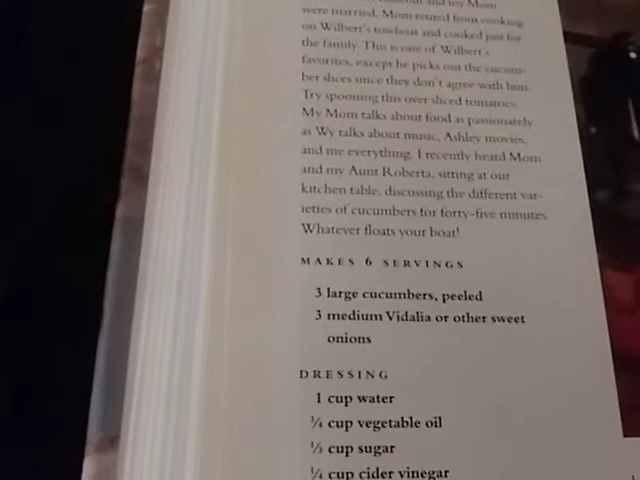 and my Mom
were married, Mom retired from cooking
on Wilbert's towboat and cooked just for
the family. This is one of Wilbert's
favorites, except he picks out the cucum-
ber slices since they don't agree with him.
Try spooning this over sliced tomatoes.
My Mom talks about food as passionately
as Wy talks about music, Ashley movies,
and me everything. I recently heard Mom
and my Aunt Roberta, sitting at our
kitchen table, discussing the different var-
ieties of cucumbers for forty-five minutes.
Whatever floats your boat!
MAKES 6 SERVINGS
3 large cucumbers, peeled
3 medium Vidalia or other sweet
onions
DRESSING
1 cup water
¾ cup vegetable oil
⅓ cup sugar
¼ cup cider vinegar